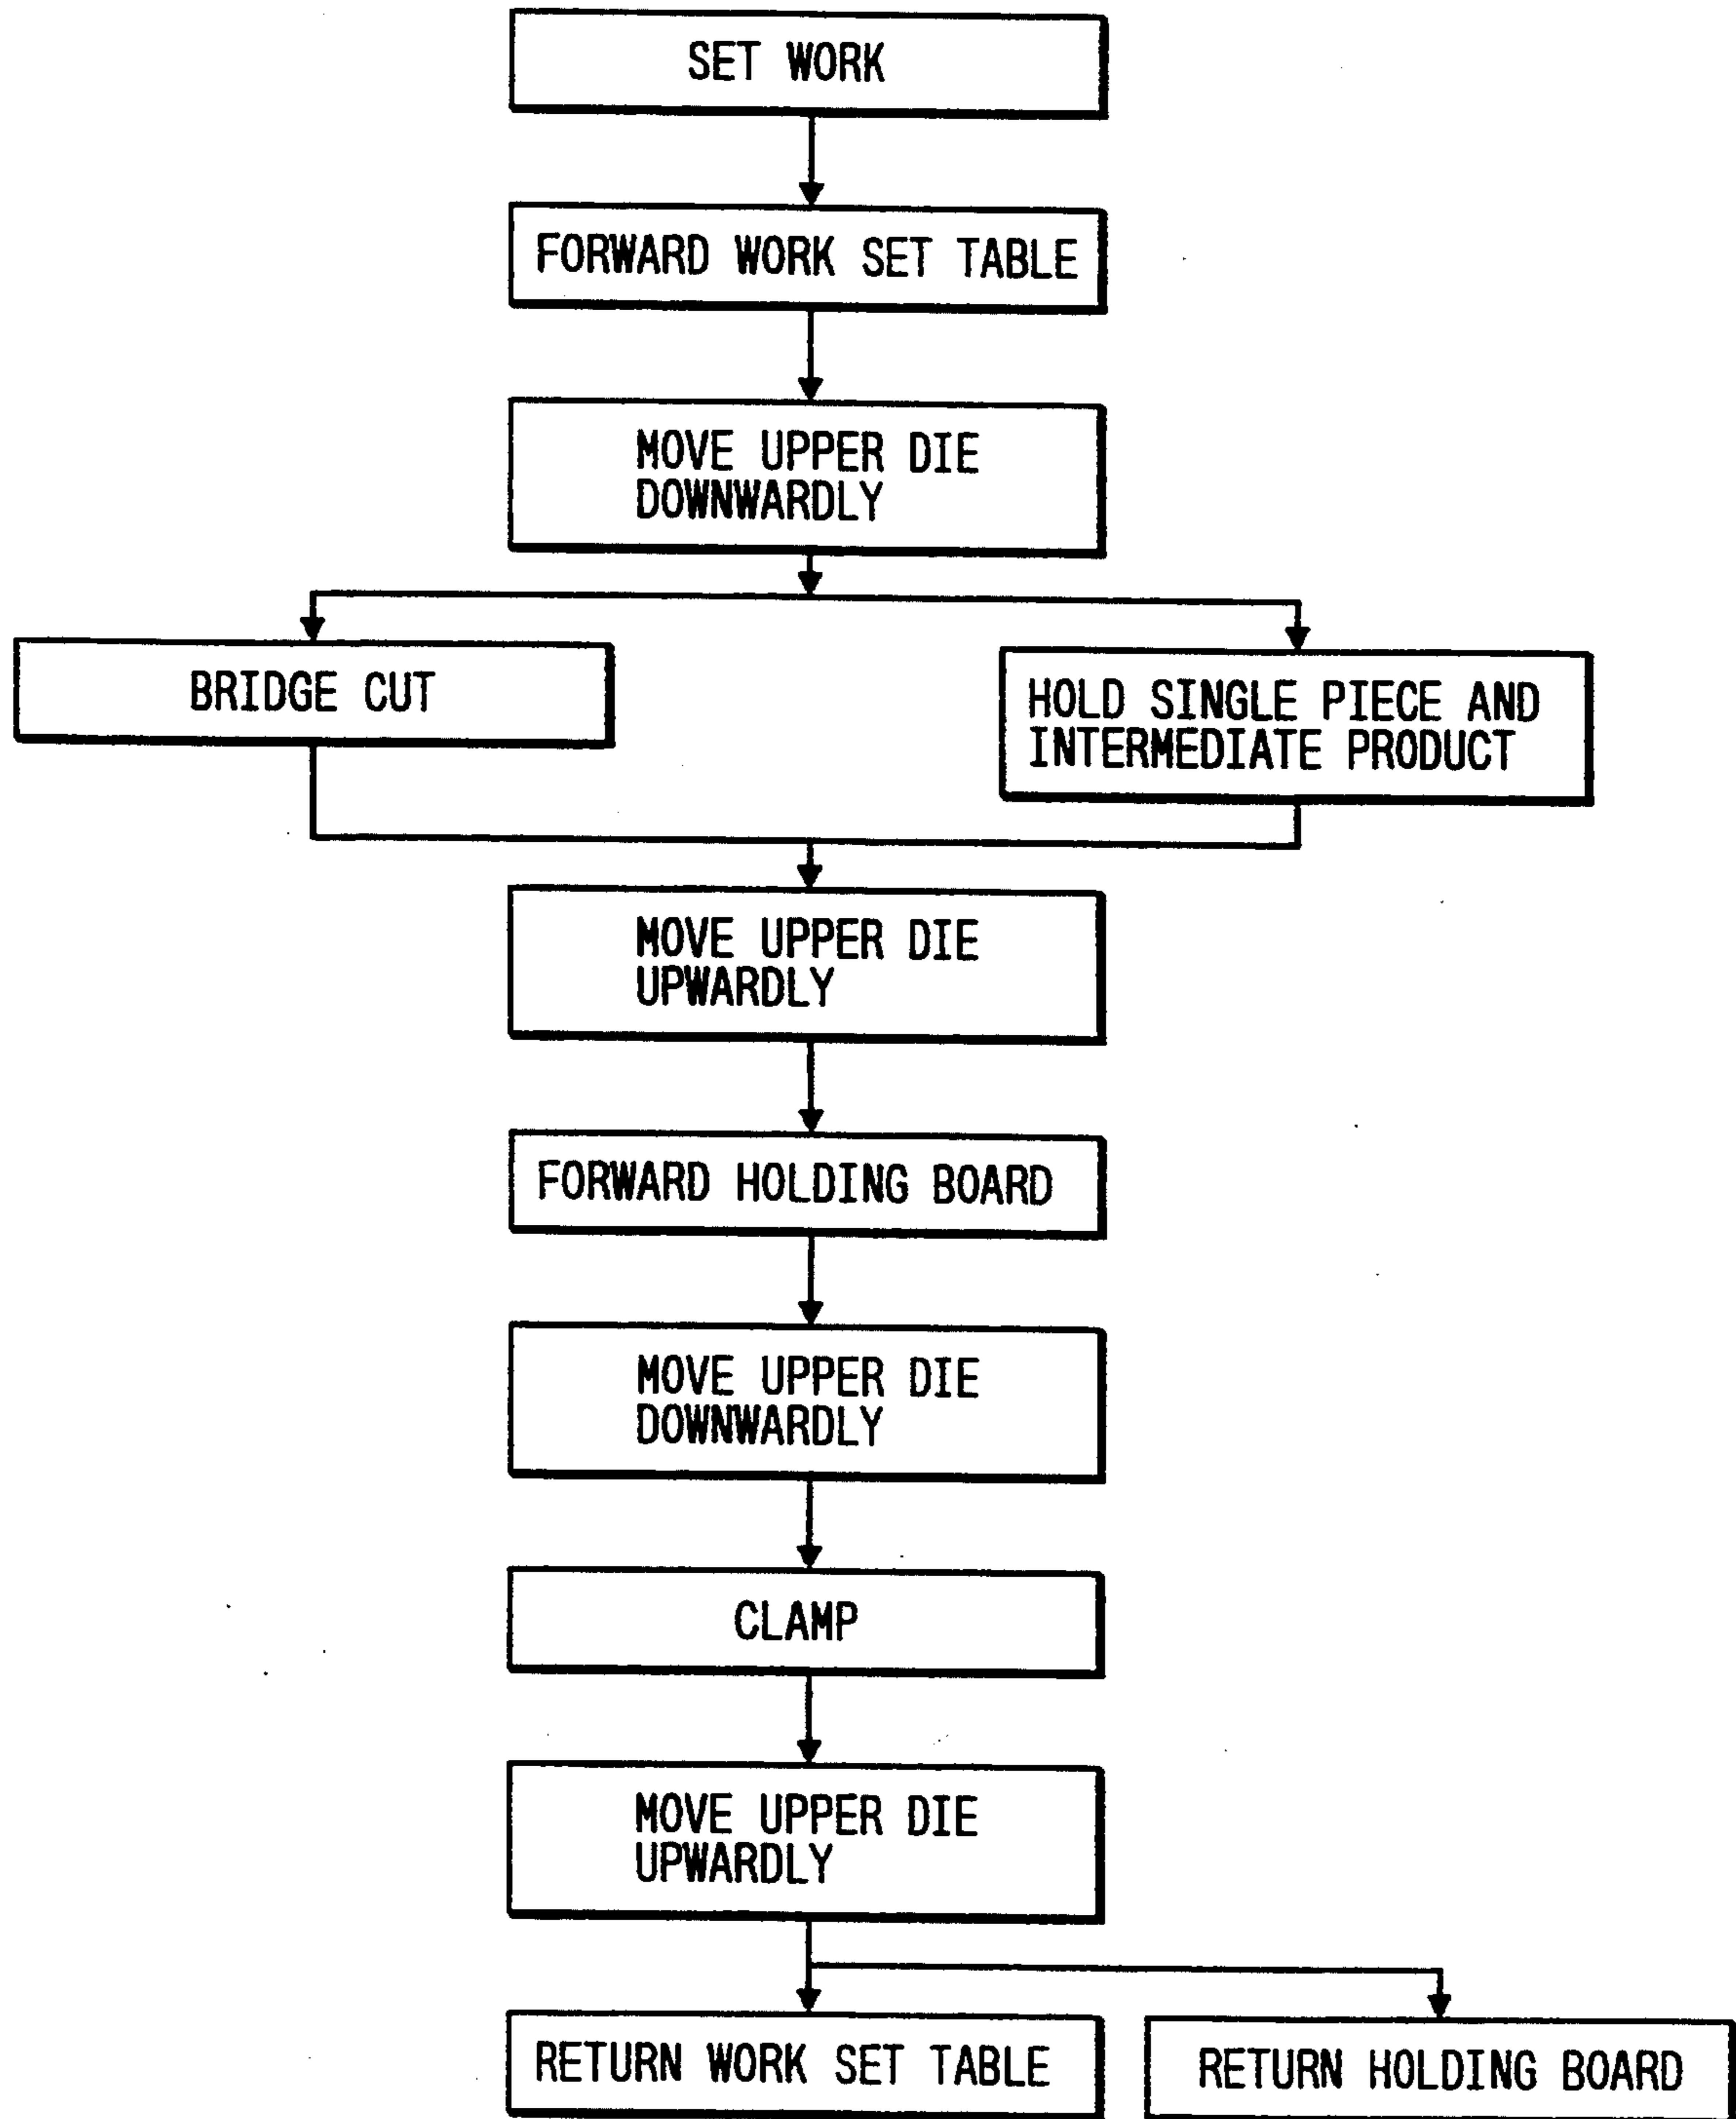 SET WORK
FORWARD WORK SET TABLE
MOVE UPPER DIE
DOWNWARDLY
BRIDGE CUT
HOLD SINGLE PIECE AND
INTERMEDIATE PRODUCT
MOVE UPPER DIE
UPWARDLY
FORWARD HOLDING BOARD
MOVE UPPER DIE
DOWNWARDLY
CLAMP
MOVE UPPER DIE
UPWARDLY
RETURN WORK SET TABLE
RETURN HOLDING BOARD